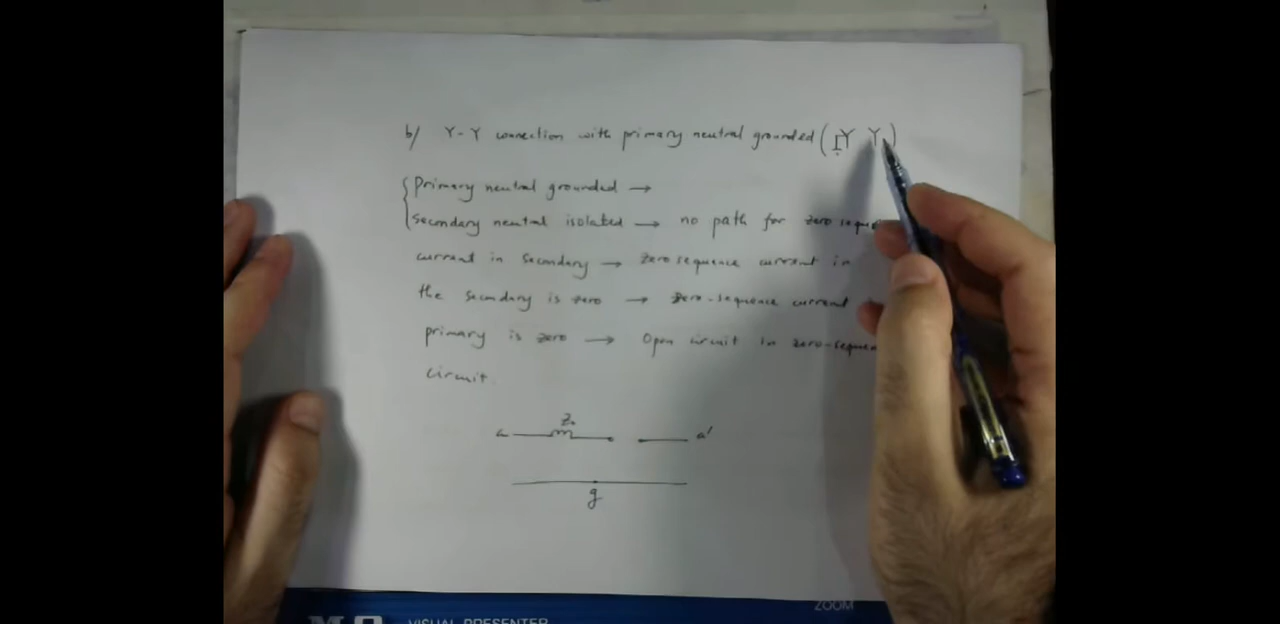 b/ Y-Y connection with primary neutral grounded ( Y Y )
{ Primary neutral grounded →
Secondary neutral isolated → no path for zero
current in secondary → Zero sequence current in
the secondary is zero → Zero-sequence current
primary is zero → Open circuit in zero-sequen
circuit
Z₀
a a'
g
VISUAL PRESENTER
ZOOM